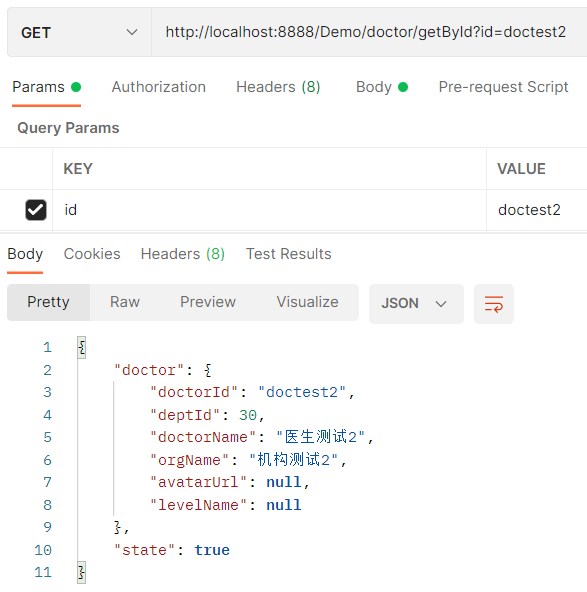 GET http://localhost:8888/Demo/doctor/getById?id=doctest2
Params Authorization Headers (8) Body Pre-request Script
Query Params
KEY VALUE
id doctest2
Body Cookies Headers (8) Test Results
Pretty Raw Preview Visualize JSON
1 {
2 "doctor": {
3 "doctorId": "doctest2",
4 "deptId": 30,
5 "doctorName": "医生测试2",
6 "orgName": "机构测试2",
7 "avatarUrl": null,
8 "levelName": null
9 },
10 "state": true
11 }